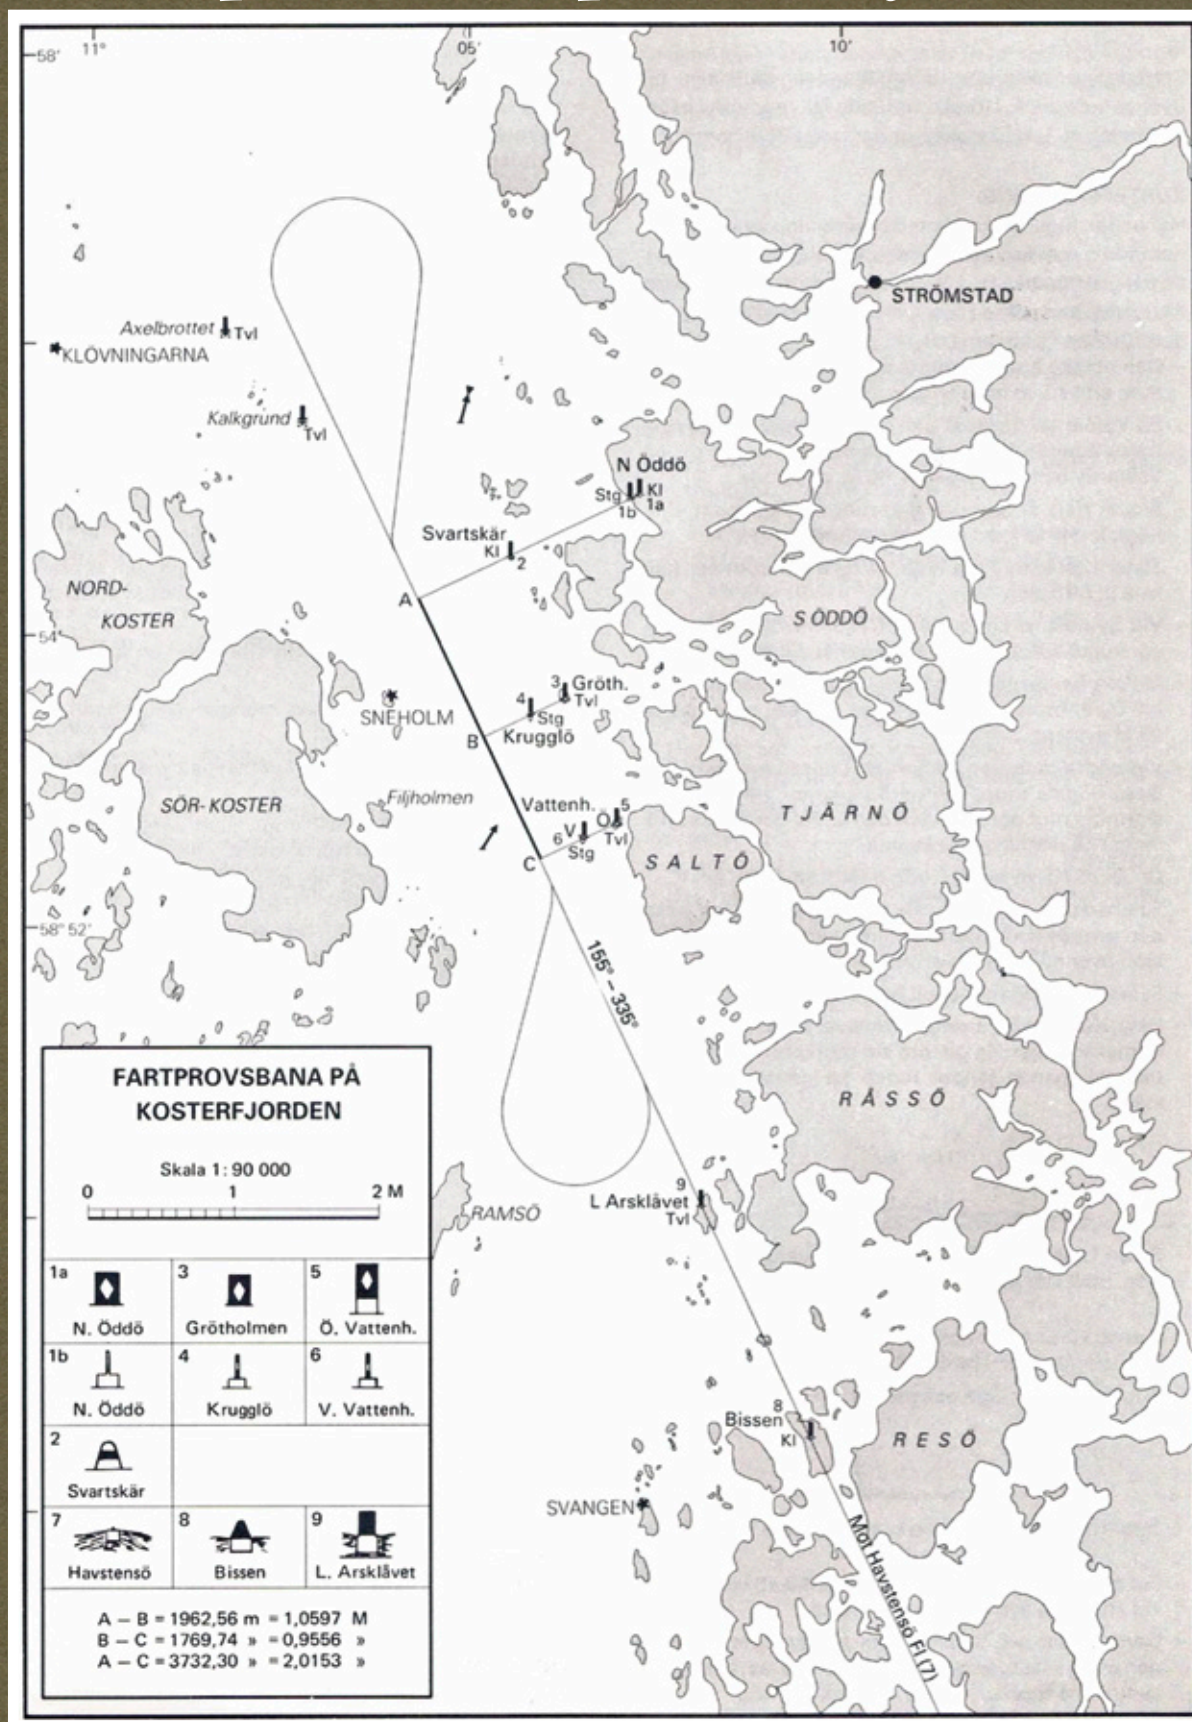 58'
11°
05'
10'
STRÖMSTAD
Axelbrottet
Tvl
KLÖVNINGARNA
Kalkgrund
Tvl
N Öddö
Stg
Kl
1b
1a
Svartskär
Kl
2
NORD-
KOSTER
A
S ÖDDÖ
54'
3
Gröth.
4
Tvl
SNEHOLM
Stg
B
Krugglö
SÖR-KOSTER
Filjholmen
Vattenh.
5
V
Ö
6
Stg
Tvl
TJÄRNÖ
C
SALTÖ
58° 52'
155° – 335°
RÅSSÖ
FARTPROVSBANA PÅ
KOSTERFJORDEN
Skala 1: 90 000
0 1 2 M
RAMSÖ
9
L Arsklåvet
Tvl
1a 3 5
N. Öddö Grötholmen Ö. Vattenh.
1b 4 6
N. Öddö Krugglö V. Vattenh.
2
Svartskär
7 8 9
Havstensö Bissen L. Arsklåvet
A – B = 1962,56 m = 1,0597 M
B – C = 1769,74 » = 0,9556 »
A – C = 3732,30 » = 2,0153 »
8
Bissen
Kl
RESÖ
SVANGEN
Mot Havstensö Fl (7)